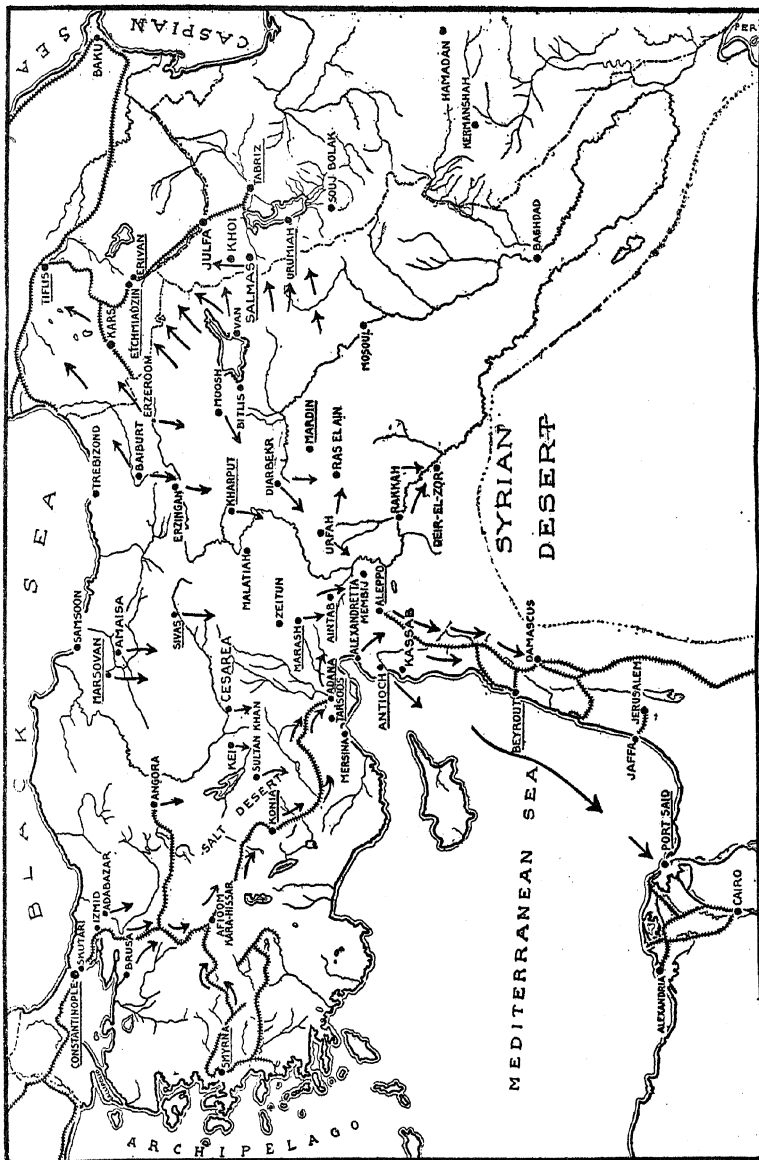 BLACK SEA
CASPIAN SEA
ARCHIPELAGO
MEDITERRANEAN SEA
SYRIAN DESERT
SALT DESERT
CONSTANTINOPLE
SKUTARI
IZMID
ADABAZAR
BRUSA
ANGORA
SMYRNA
AFIOOM KARA-HISSAR
KONIA
SULTAN KHAN
KEI
CESAREA
MARSOVAN
AMAISA
SAMSOON
SIVAS
MERSINA
TARSOOS
ADANA
ZEITUN
MARASH
AINTAB
ALEXANDRETTA
MEMBIJ
ALEPPO
ANTIOCH
KASSAB
MALATIAH
KHARPUT
ERZINGAN
TREBIZOND
BAIBURT
ERZEROOM
DIARBEKR
URFAH
RAS EL AIN
MARDIN
RAKKAH
DEIR-EL-ZOR
MOOSH
BITLIS
VAN
MOSOUL
TIFLIS
KARS
ETCHMIADZIN
ERIVAN
JULFA
KHOI
SALMAS
URUMIAH
TABRIZ
SOUJ BOLAK
BAKU
HAMADAN
KERMANSHAH
BAGHDAD
PER
DAMASCUS
BEYROUT
JERUSALEM
JAFFA
PORT SAID
CAIRO
ALEXANDRIA